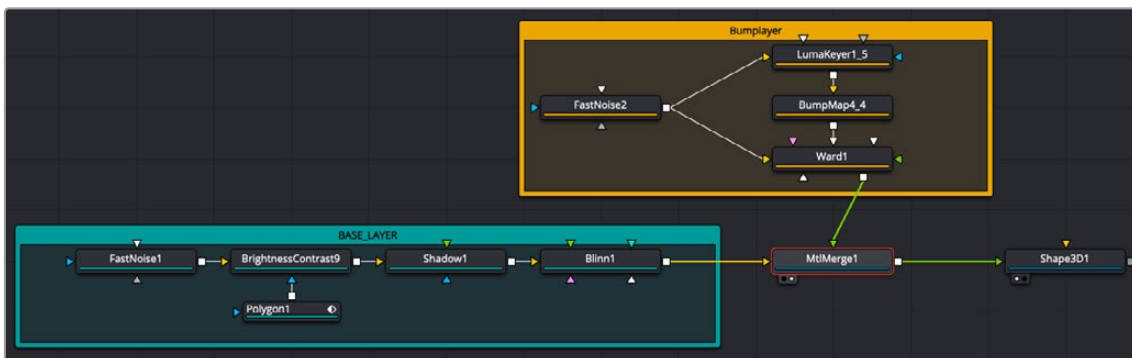 Bumplayer
LumaKeyer1_5
FastNoise2
BumpMap4_4
Ward1
BASE_LAYER
FastNoise1
BrightnessContrast9
Shadow1
Blinn1
MtlMerge1
Shape3D1
Polygon1